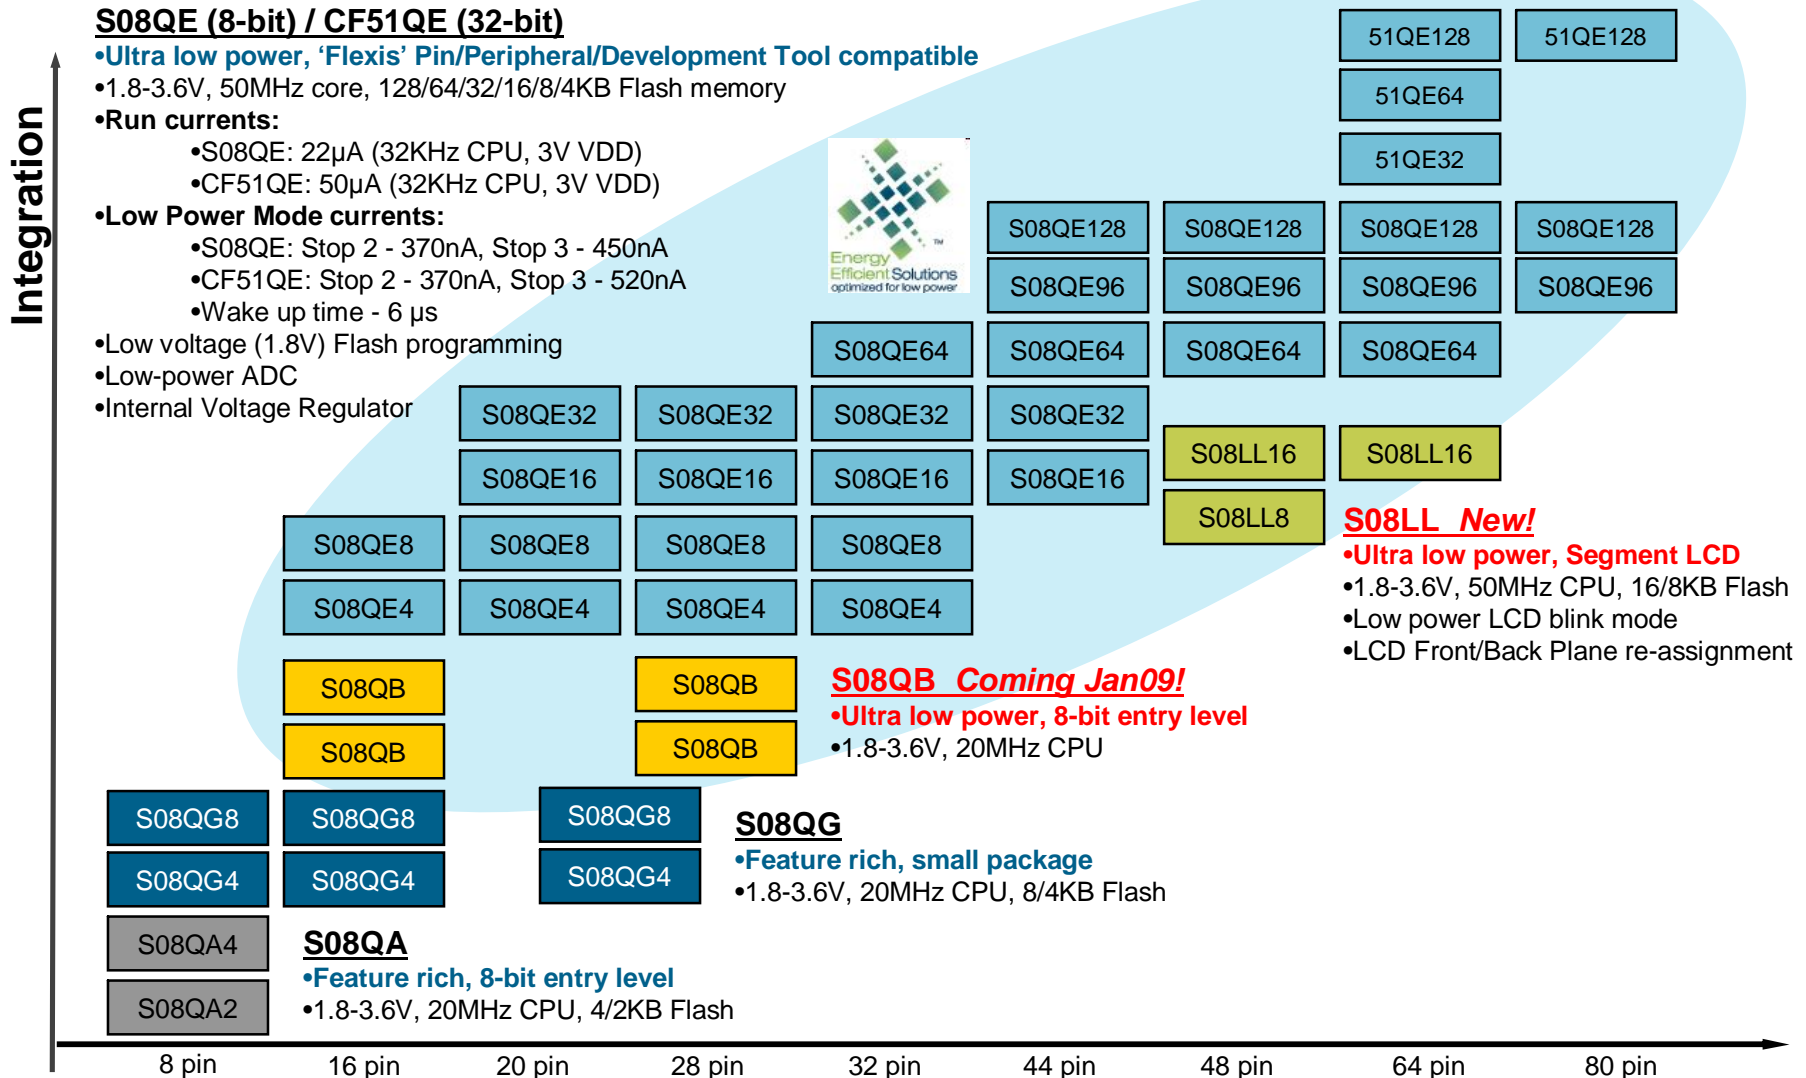 S08QE (8-bit) / CF51QE (32-bit)
•Ultra low power, ‘Flexis’ Pin/Peripheral/Development Tool compatible
•1.8-3.6V, 50MHz core, 128/64/32/16/8/4KB Flash memory
•Run currents:
•S08QE: 22µA (32KHz CPU, 3V VDD)
•CF51QE: 50µA (32KHz CPU, 3V VDD)
•Low Power Mode currents:
•S08QE: Stop 2 - 370nA, Stop 3 - 450nA
•CF51QE: Stop 2 - 370nA, Stop 3 - 520nA
•Wake up time - 6 µs
•Low voltage (1.8V) Flash programming
•Low-power ADC
•Internal Voltage Regulator
Integration
TM
Energy
Efficient Solutions
optimized for low power
51QE128 51QE128
51QE64
51QE32
S08QE128 S08QE128 S08QE128 S08QE128
S08QE96 S08QE96 S08QE96 S08QE96
S08QE64 S08QE64 S08QE64 S08QE64
S08QE32 S08QE32 S08QE32 S08QE32
S08LL16 S08LL16
S08QE16 S08QE16 S08QE16 S08QE16
S08LL8
S08LL New!
•Ultra low power, Segment LCD
•1.8-3.6V, 50MHz CPU, 16/8KB Flash
•Low power LCD blink mode
•LCD Front/Back Plane re-assignment
S08QE8 S08QE8 S08QE8 S08QE8
S08QE4 S08QE4 S08QE4 S08QE4
S08QB S08QB
S08QB S08QB
S08QB Coming Jan09!
•Ultra low power, 8-bit entry level
•1.8-3.6V, 20MHz CPU
S08QG8 S08QG8 S08QG8
S08QG4 S08QG4 S08QG4
S08QG
•Feature rich, small package
•1.8-3.6V, 20MHz CPU, 8/4KB Flash
S08QA4
S08QA2
S08QA
•Feature rich, 8-bit entry level
•1.8-3.6V, 20MHz CPU, 4/2KB Flash
8 pin 16 pin 20 pin 28 pin 32 pin 44 pin 48 pin 64 pin 80 pin